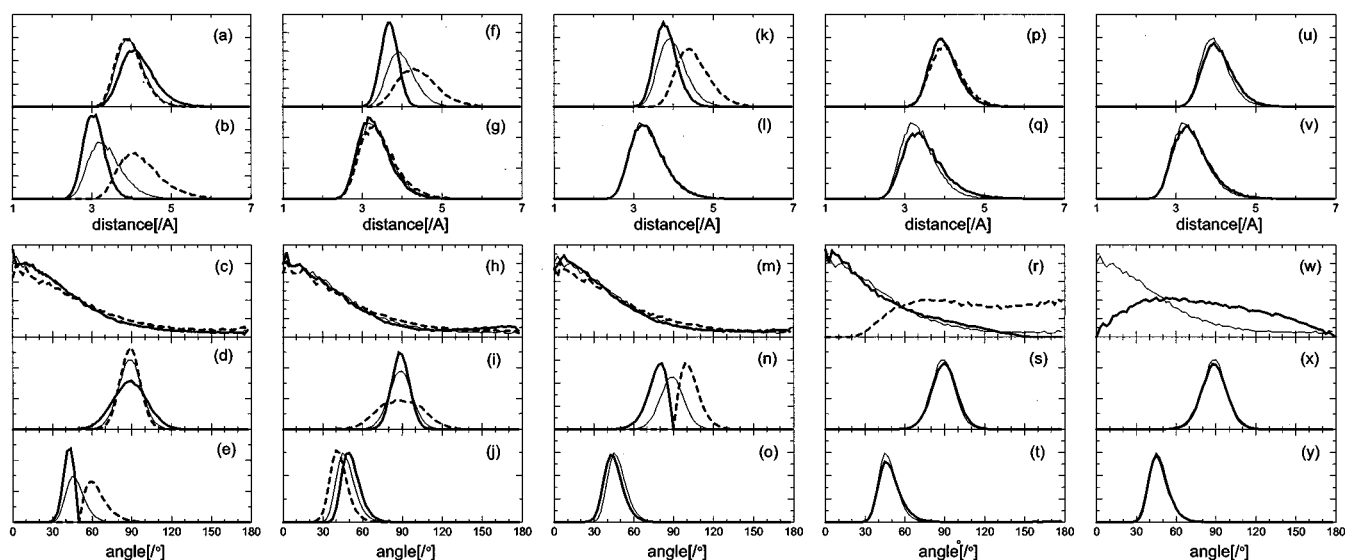 (a) (f) (k) (p) (u)
(b) (g) (l) (q) (v)
1 3 5 7 1 3 5 7 1 3 5 7 1 3 5 7 1 3 5 7
distance[/A] distance[/A] distance[/A] distance[/A] distance[/A]
(c) (h) (m) (r) (w)
(d) (i) (n) (s) (x)
(e) (j) (o) (t) (y)
0 30 60 90 120 150 180 0 30 60 90 120 150 180 0 30 60 90 120 150 180 0 30 60 90 120 150 180 0 30 60 90 120 150 180
angle[/°] angle[/°] angle[/°] angle[/°] angle[/°]